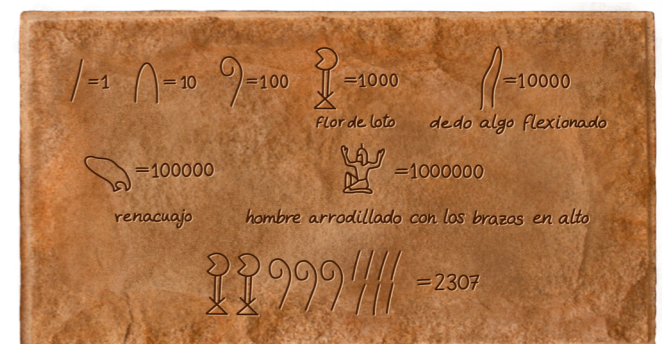 =1 =10 =100 =1000 =10000
flor de loto dedo algo flexionado
=100000 =1000000
renacuajo hombre arrodillado con los brazos en alto
=2307